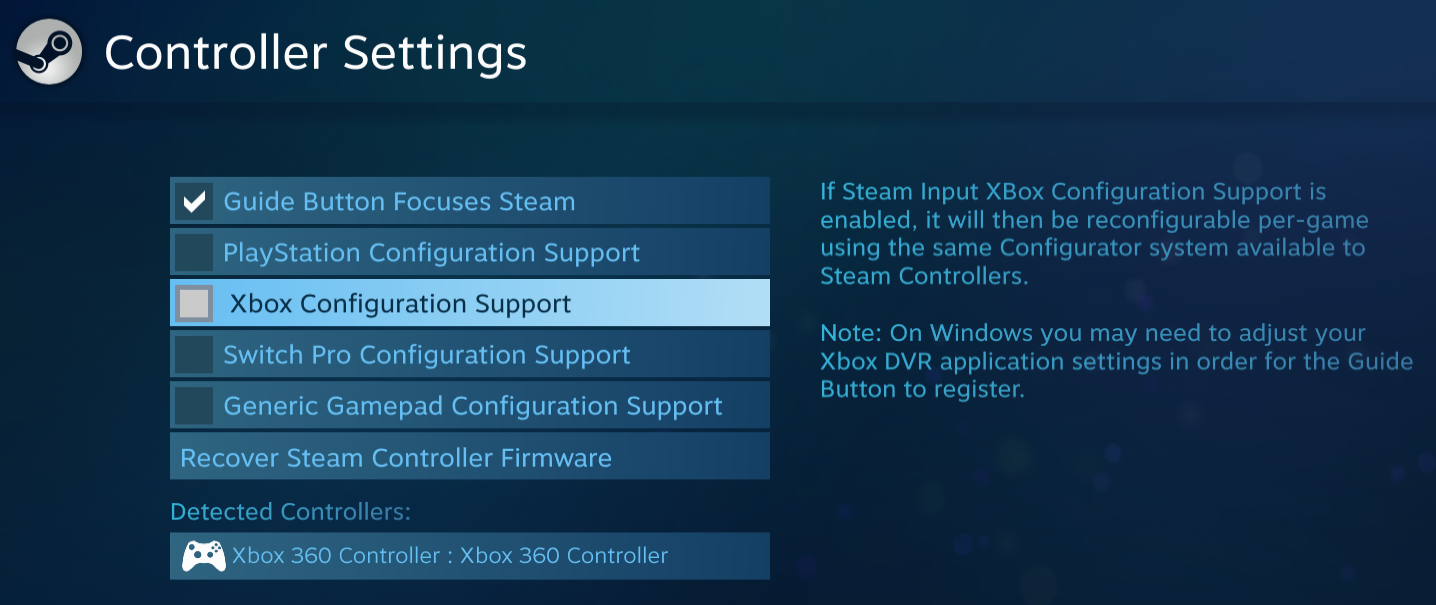 Controller Settings
Guide Button Focuses Steam
PlayStation Configuration Support
Xbox Configuration Support
Switch Pro Configuration Support
Generic Gamepad Configuration Support
Recover Steam Controller Firmware
Detected Controllers:
Xbox 360 Controller : Xbox 360 Controller
If Steam Input XBox Configuration Support is
enabled, it will then be reconfigurable per-game
using the same Configurator system available to
Steam Controllers.
Note: On Windows you may need to adjust your
Xbox DVR application settings in order for the Guide
Button to register.